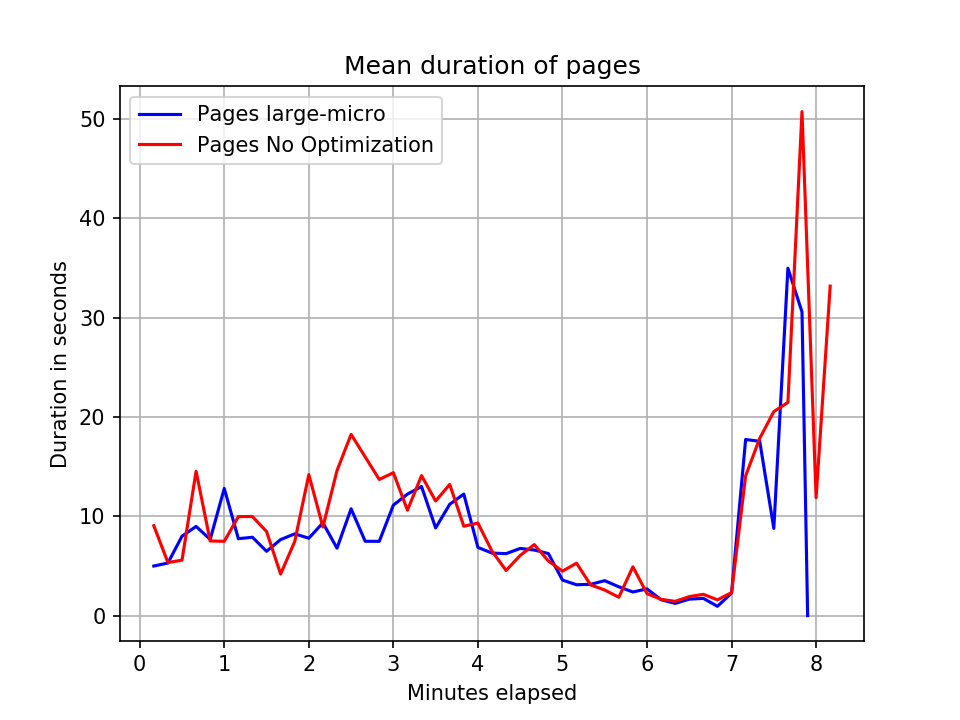 Mean duration of pages
Pages large-micro
Pages No Optimization
50
40
30
20
10
0
Duration in seconds
0 1 2 3 4 5 6 7 8
Minutes elapsed